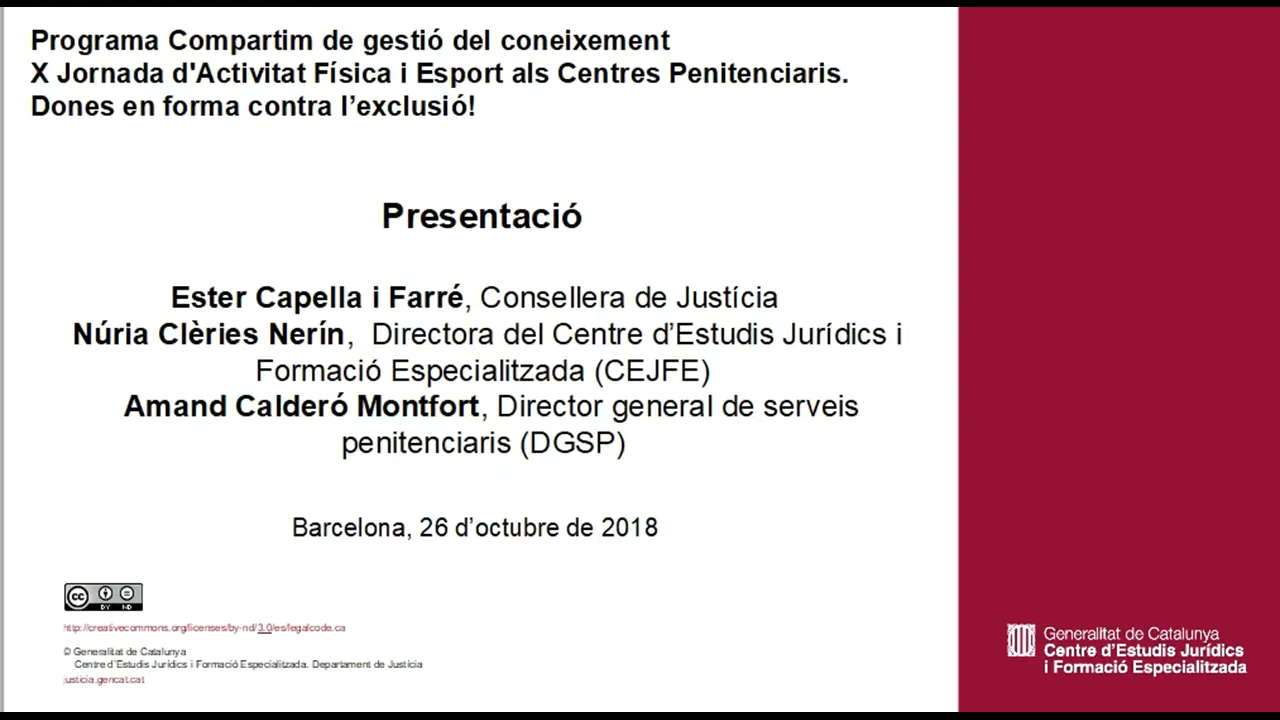 Programa Compartim de gestió del coneixement
X Jornada d'Activitat Física i Esport als Centres Penitenciaris.
Dones en forma contra l’exclusió!
Presentació
Ester Capella i Farré, Consellera de Justícia
Núria Clèries Nerín, Directora del Centre d’Estudis Jurídics i
Formació Especialitzada (CEJFE)
Amand Calderó Montfort, Director general de serveis
penitenciaris (DGSP)
Barcelona, 26 d’octubre de 2018
cc
BY ND
http://creativecommons.org/licenses/by-nd/3.0/es/legalcode.ca
© Generalitat de Catalunya
Centre d’Estudis Jurídics i Formació Especialitzada. Departament de Justícia
justicia.gencat.cat
Generalitat de Catalunya
Centre d’Estudis Jurídics
i Formació Especialitzada